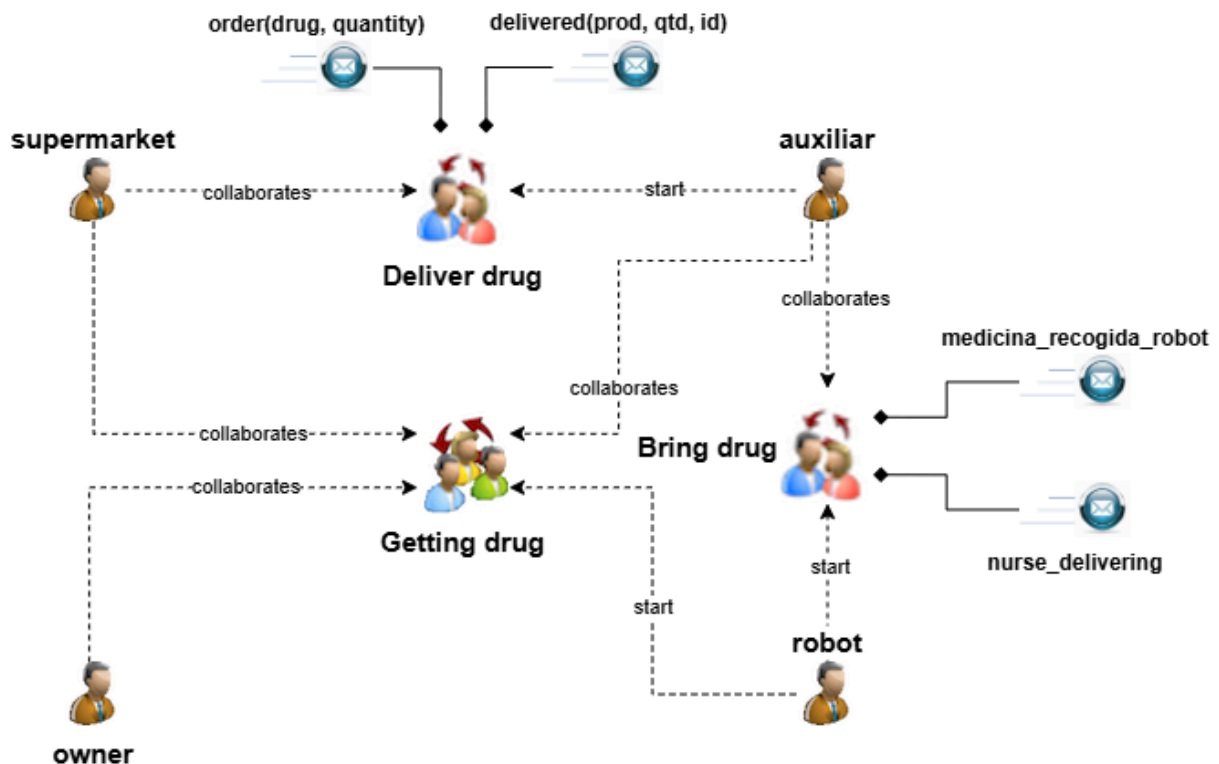 order(drug, quantity)
delivered(prod, qtd, id)
supermarket
auxiliar
collaborates
start
Deliver drug
collaborates
medicina_recogida_robot
collaborates
collaborates
Bring drug
collaborates
Getting drug
nurse_delivering
start
start
robot
owner